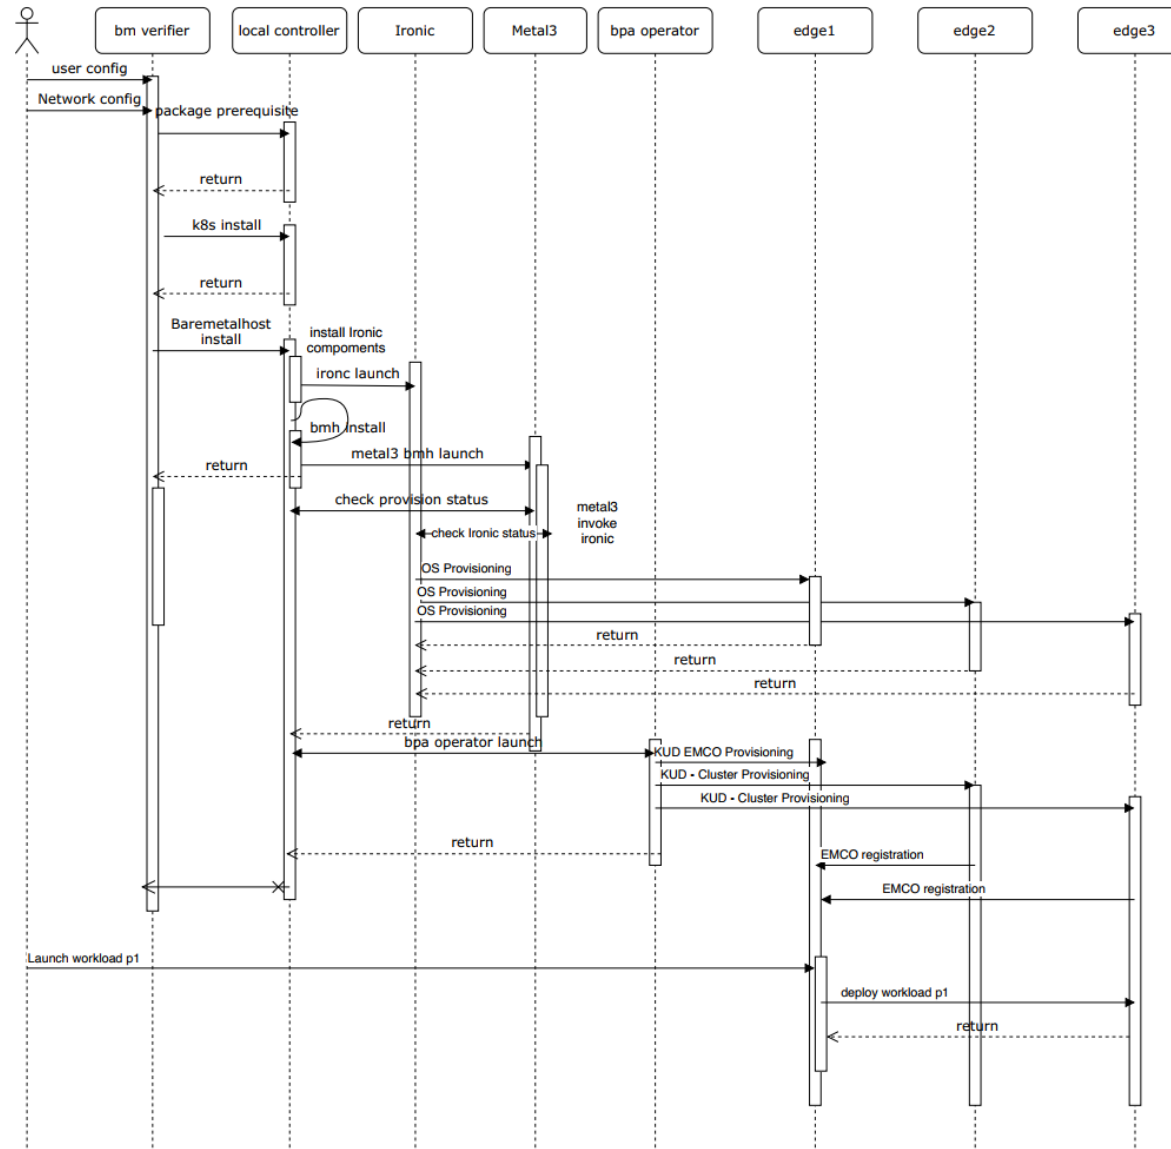 bm verifier
local controller
Ironic
Metal3
bpa operator
edge1
edge2
edge3
user config
Network config
package prerequisite
return
k8s install
return
Baremetalhost
install
install Ironic
compoments
ironc launch
bmh install
metal3 bmh launch
return
check provision status
metal3
invoke
ironic
check Ironic status
OS Provisioning
OS Provisioning
OS Provisioning
return
return
return
return
bpa operator launch
KUD EMCO Provisioning
KUD - Cluster Provisioning
KUD - Cluster Provisioning
return
EMCO registration
EMCO registration
Launch workload p1
deploy workload p1
return